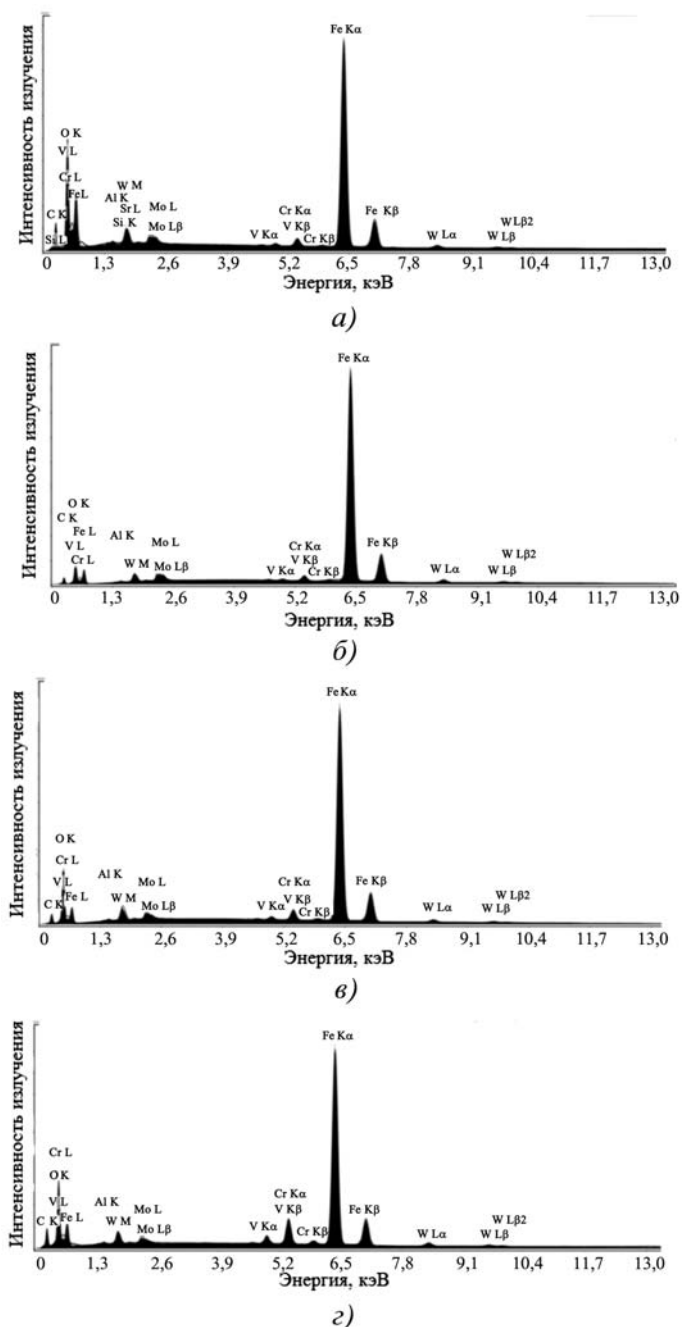 Интенсивность излучения
Fe Kα
O K
V L
Cr L
Fe L
C K
Si L
W M
Al K
Sr L
Si K
Mo L
Mo Lβ
Cr Kα
V Kα
V Kβ
Cr Kβ
Fe Kβ
W Lα
W Lβ2
W Lβ
0 1,3 2,6 3,9 5,2 6,5 7,8 9,1 10,4 11,7 13,0
Энергия, кэВ
а)
Интенсивность излучения
Fe Kα
O K
C K
Fe L
V L
Cr L
Al K
W M
Mo L
Mo Lβ
Cr Kα
V Kα
V Kβ
Cr Kβ
Fe Kβ
W Lα
W Lβ2
W Lβ
0 1,3 2,6 3,9 5,2 6,5 7,8 9,1 10,4 11,7 13,0
Энергия, кэВ
б)
Интенсивность излучения
Fe Kα
O K
Cr L
V L
Fe L
C K
Al K
W M
Mo L
Mo Lβ
Cr Kα
V Kα
V Kβ
Cr Kβ
Fe Kβ
W Lα
W Lβ2
W Lβ
0 1,3 2,6 3,9 5,2 6,5 7,8 9,1 10,4 11,7 13,0
Энергия, кэВ
в)
Интенсивность излучения
Fe Kα
Cr L
O K
V L
C K
Fe L
Al K
W M
Mo L
Mo Lβ
Cr Kα
V Kα
V Kβ
Cr Kβ
Fe Kβ
W Lα
W Lβ2
W Lβ
0 1,3 2,6 3,9 5,2 6,5 7,8 9,1 10,4 11,7 13,0
Энергия, кэВ
г)